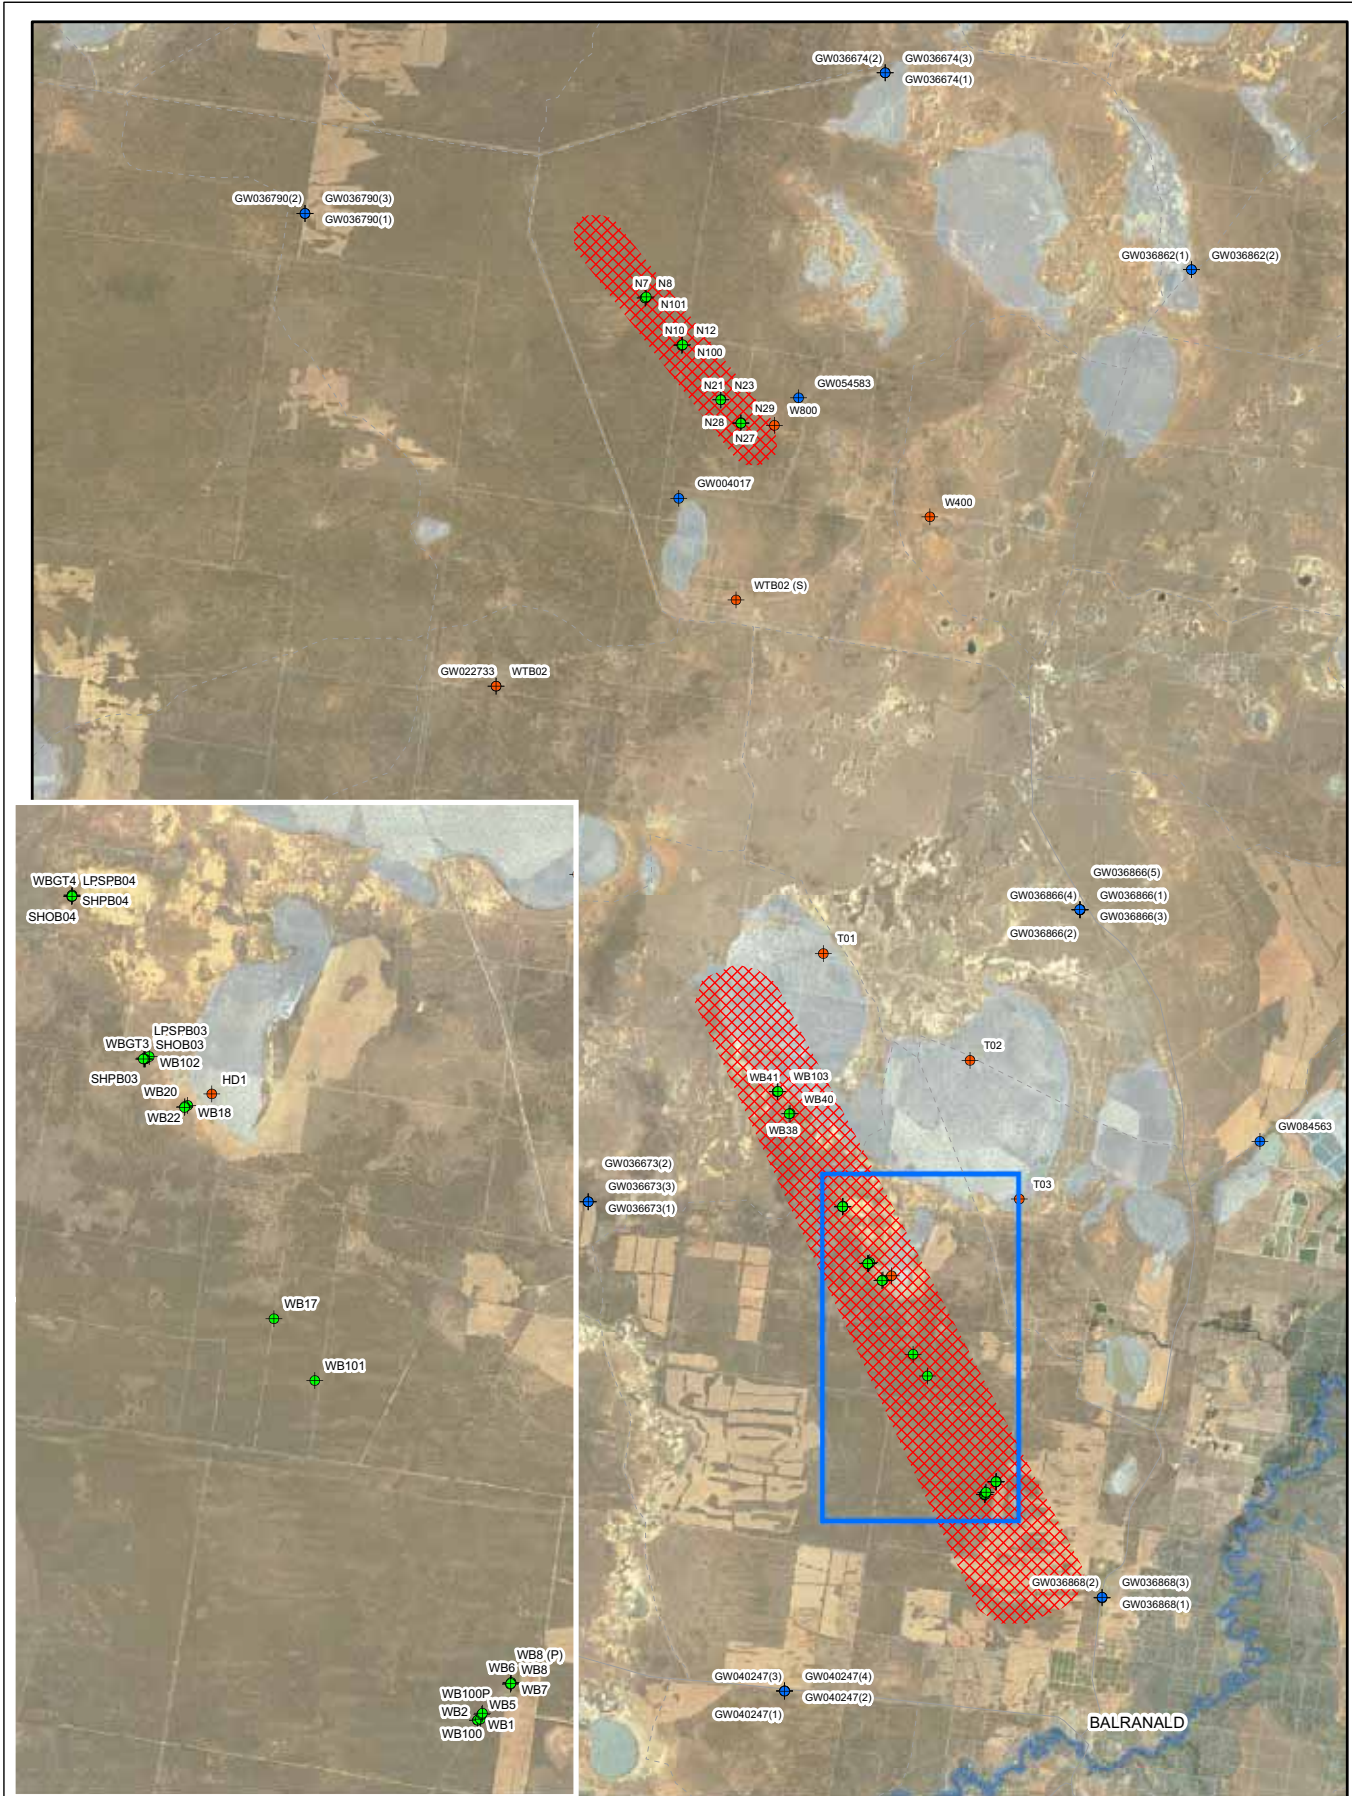 GW036674(2) GW036674(3)
GW036674(1)
GW036790(2) GW036790(3)
GW036790(1)
GW036862(1) GW036862(2)
N7 N8
N101
N10 N12
N100
N21 N23
GW054583
N29 W800
N28
N27
GW004017
W400
WTB02 (S)
GW022733 WTB02
GW036866(5)
GW036866(4) GW036866(1)
GW036866(3)
GW036866(2)
T01
T02
WB41 WB103
WB40
WB38
GW084563
GW036673(2)
GW036673(3)
GW036673(1)
T03
GW036868(2) GW036868(3)
GW036868(1)
GW040247(3) GW040247(4)
GW040247(2)
GW040247(1)
BALRANALD
WBGT4 LPSPB04
SHPB04
SHOB04
LPSPB03
WBGT3 SHOB03
WB102
SHPB03
WB20 HD1
WB22 WB18
WB17
WB101
WB8 (P)
WB6 WB8
WB7
WB100P
WB2 WB5
WB100 WB1